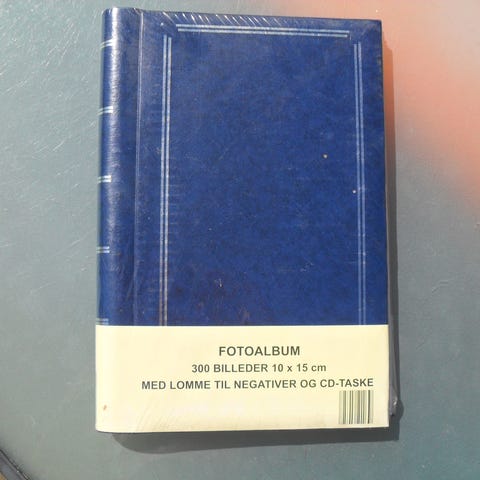 FOTOALBUM
300 BILLEDER 10 x 15 cm
MED LOMME TIL NEGATIVER OG CD-TASKE